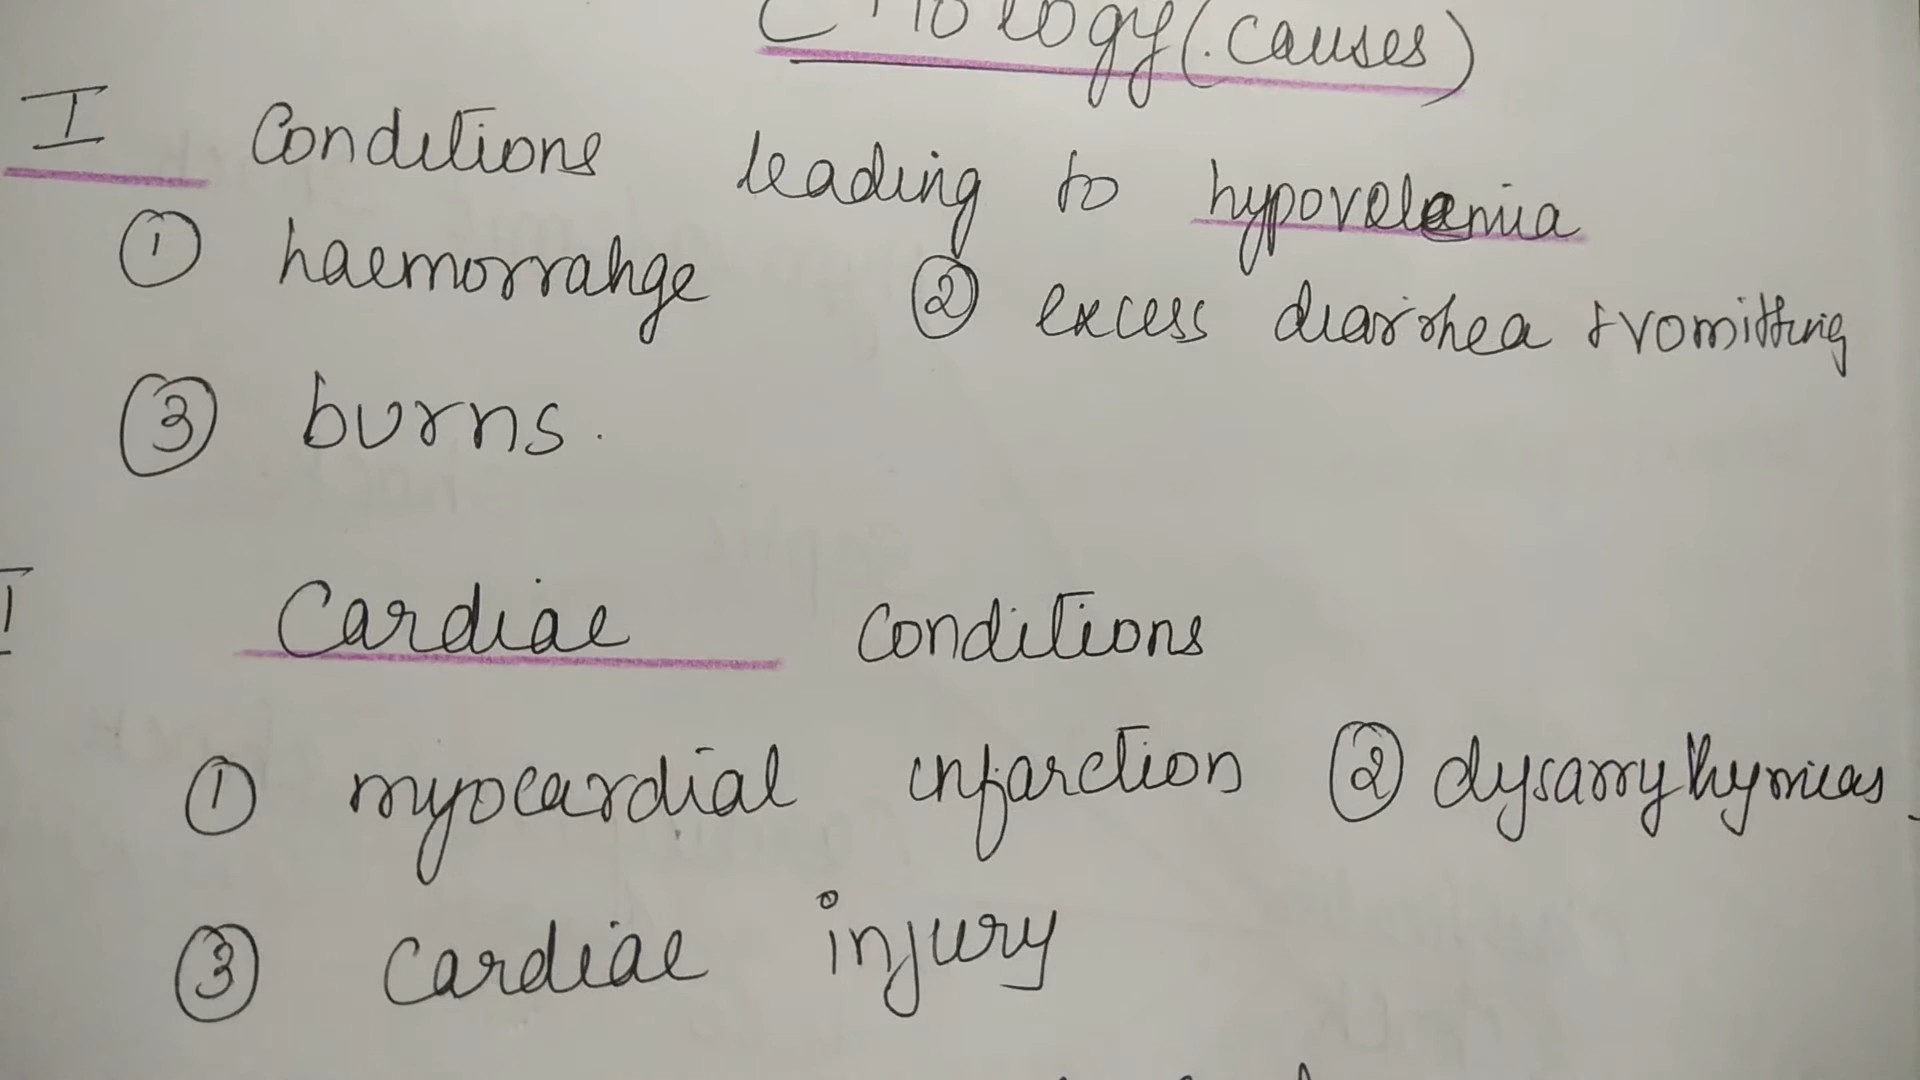 Etiology (causes)
I Conditions leading to hypovolemia
① haemorrahge ② excess diarrhea & vomitting
③ burns.
Cardiac conditions
① myocardial infarction ② dysarrythymias
③ cardiac injury